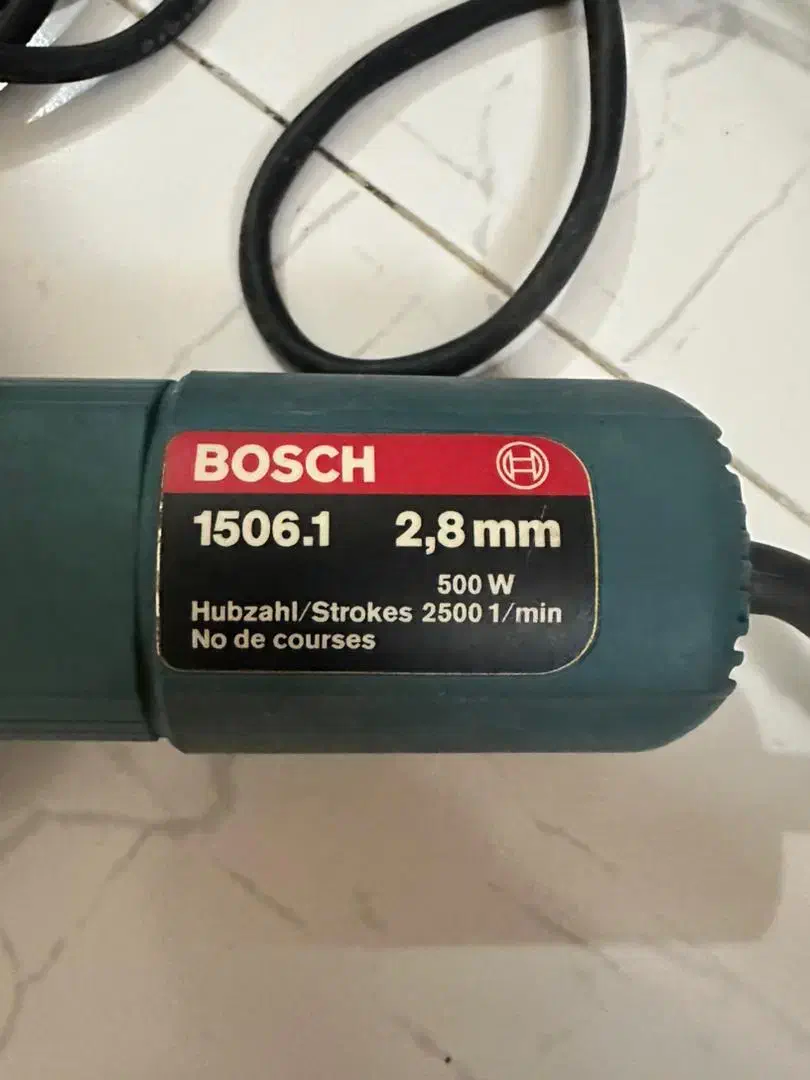 BOSCH
1506.1 2,8 mm
500 W
Hubzahl/Strokes 2500 1/min
No de courses